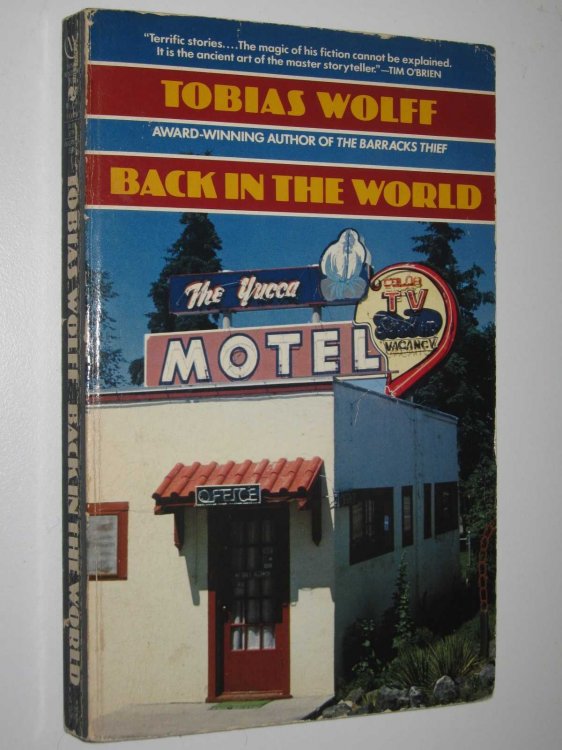 "Terrific stories....The magic of his fiction cannot be explained.
It is the ancient art of the master storyteller."—TIM O'BRIEN
TOBIAS WOLFF
AWARD-WINNING AUTHOR OF THE BARRACKS THIEF
BACK IN THE WORLD
The Yucca
MOTEL
TV
VACANCY
OFFICE
TOBIAS WOLFF BACK IN THE WORLD